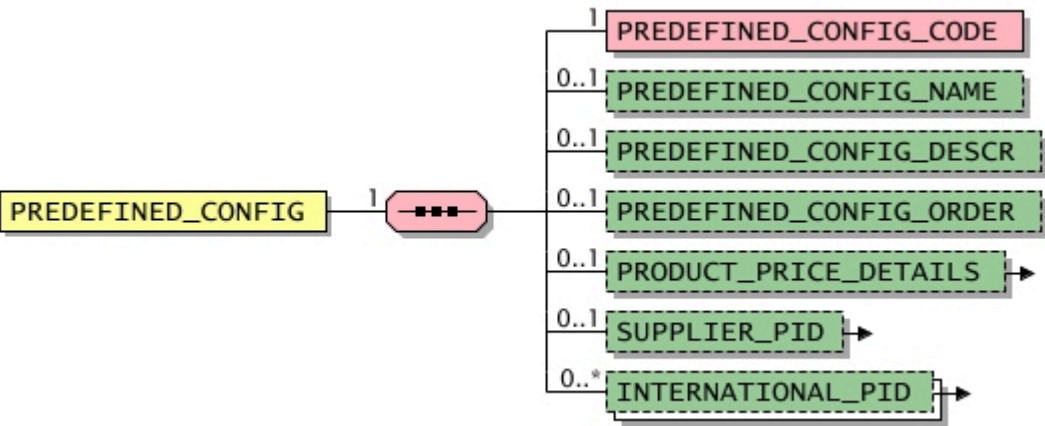 1 PREDEFINED_CONFIG_CODE
0..1 PREDEFINED_CONFIG_NAME
0..1 PREDEFINED_CONFIG_DESCR
PREDEFINED_CONFIG 1 0..1 PREDEFINED_CONFIG_ORDER
0..1 PRODUCT_PRICE_DETAILS
0..1 SUPPLIER_PID
0..* INTERNATIONAL_PID